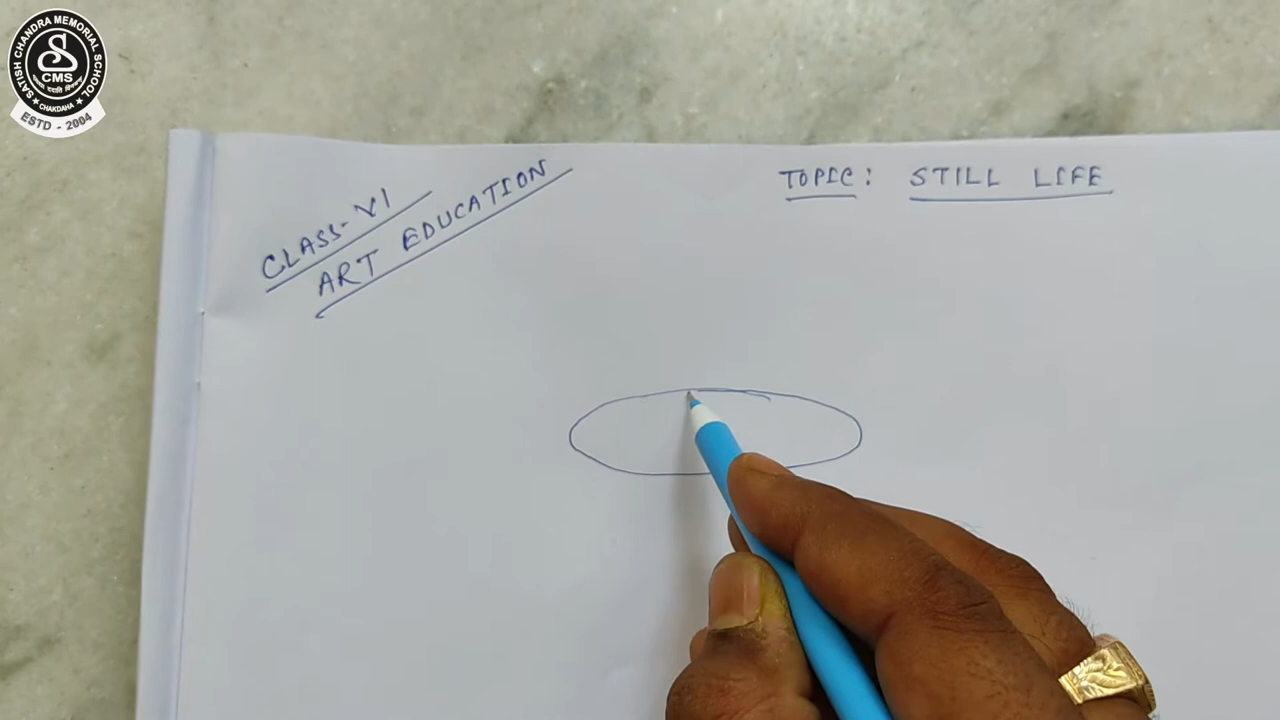 SATISH CHANDRA MEMORIAL SCHOOL
S
CMS
CHAKDAHA
ESTD - 2004
CLASS-VI
ART EDUCATION
TOPIC: STILL LIFE